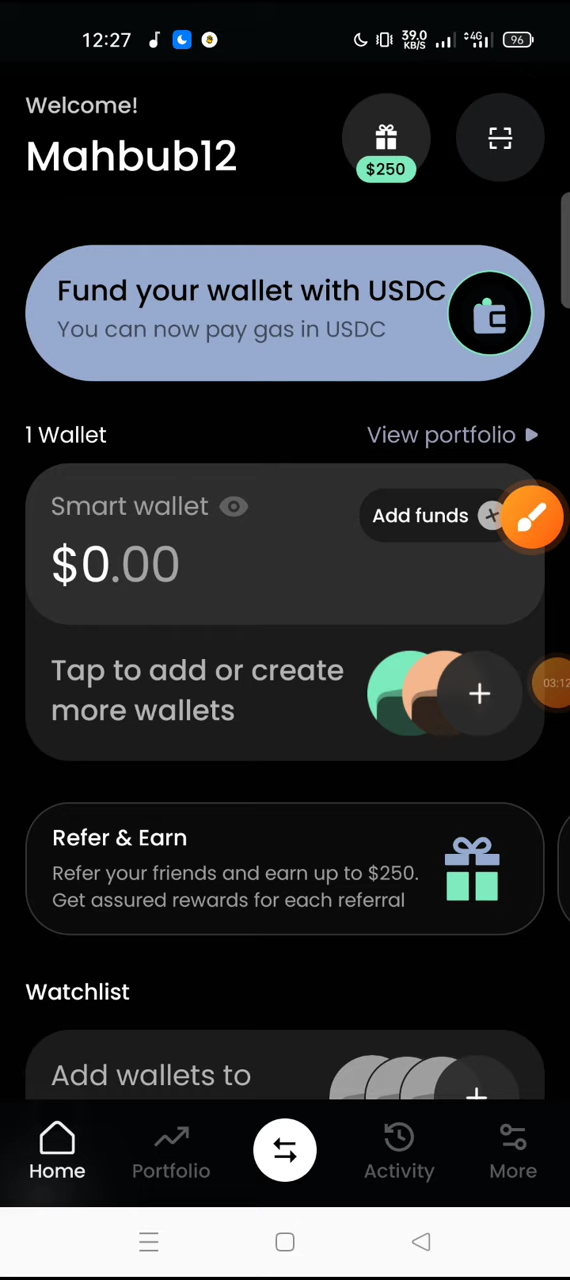 12:27
39.0
KB/S
4G
96
Welcome!
Mahbub12
$250
Fund your wallet with USDC
You can now pay gas in USDC
1 Wallet
View portfolio
Smart wallet
Add funds
$0.00
Tap to add or create
more wallets
03:12
Refer & Earn
Refer your friends and earn up to $250.
Get assured rewards for each referral
Watchlist
Add wallets to
Home
Portfolio
Activity
More